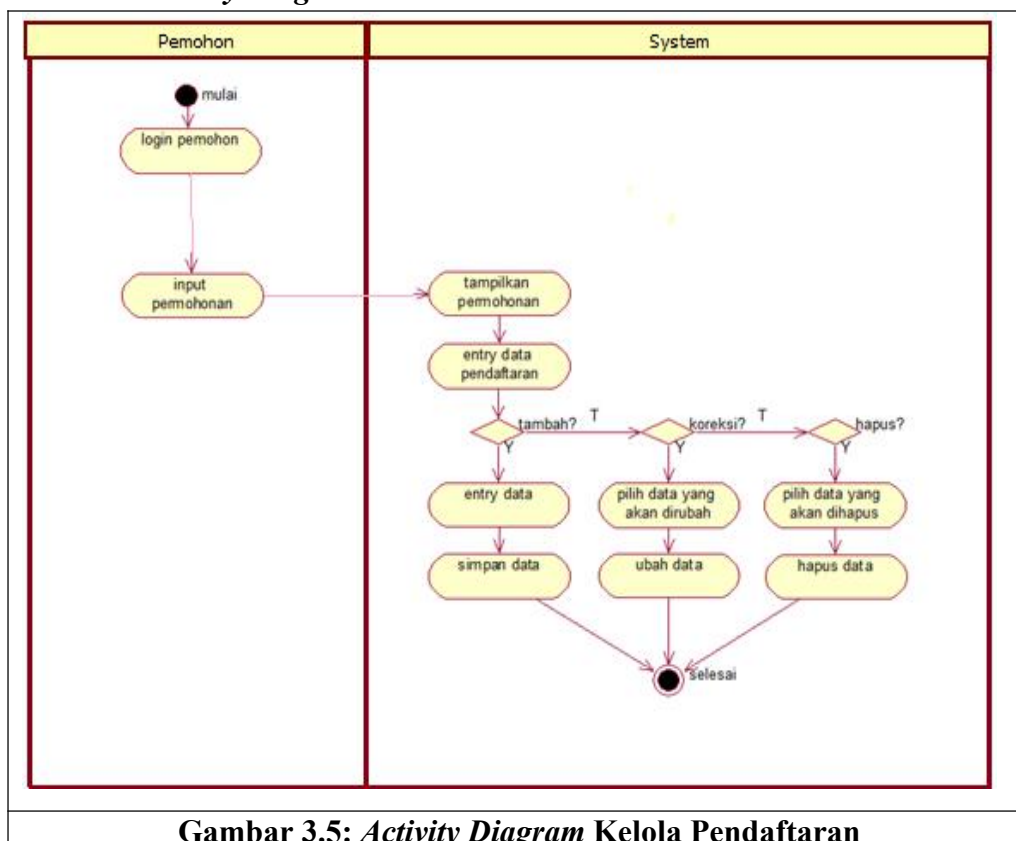 Pemohon
System
mulai
login pemohon
input
permohonan
tampilkan
permohonan
entry data
pendaftaran
tambah?
T
koreksi?
T
hapus?
Y
Y
Y
entry data
pilih data yang
akan dirubah
pilih data yang
akan dihapus
simpan data
ubah data
hapus data
selesai
Gambar 3.5: Activity Diagram Kelola Pendaftaran